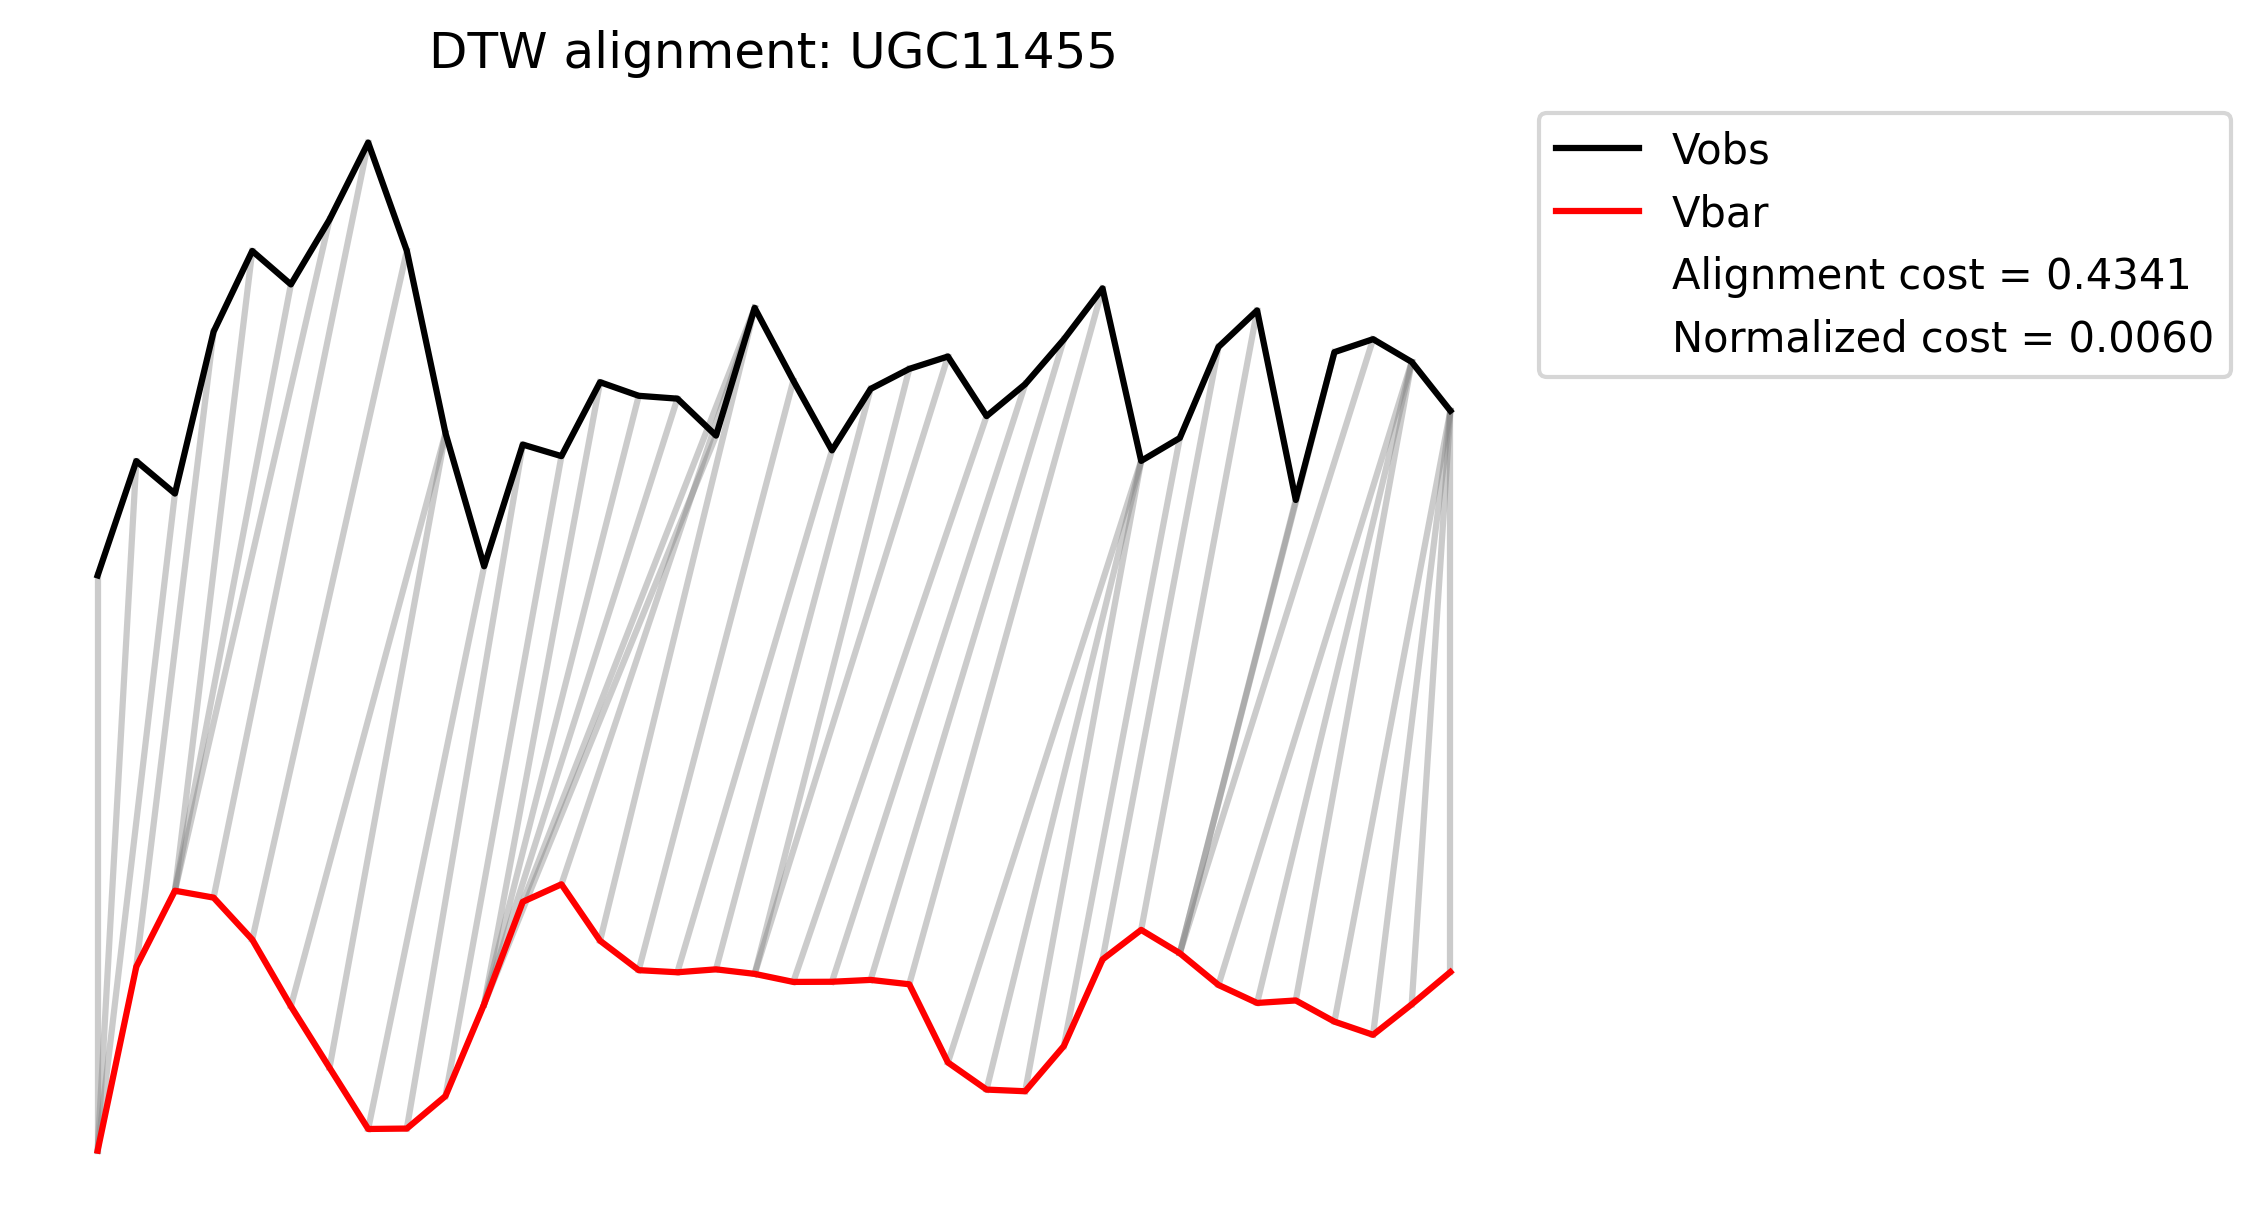 DTW alignment: UGC11455
Vobs
Vbar
Alignment cost = 0.4341
Normalized cost = 0.0060